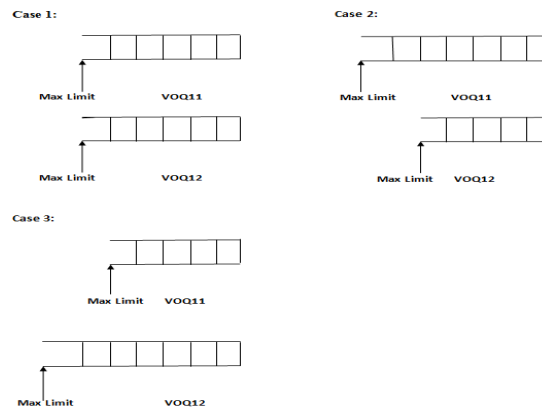 Case 1:
Max Limit VOQ11
Max Limit VOQ12
Case 2:
Max Limit VOQ11
Max Limit VOQ12
Case 3:
Max Limit VOQ11
Max Limit VOQ12